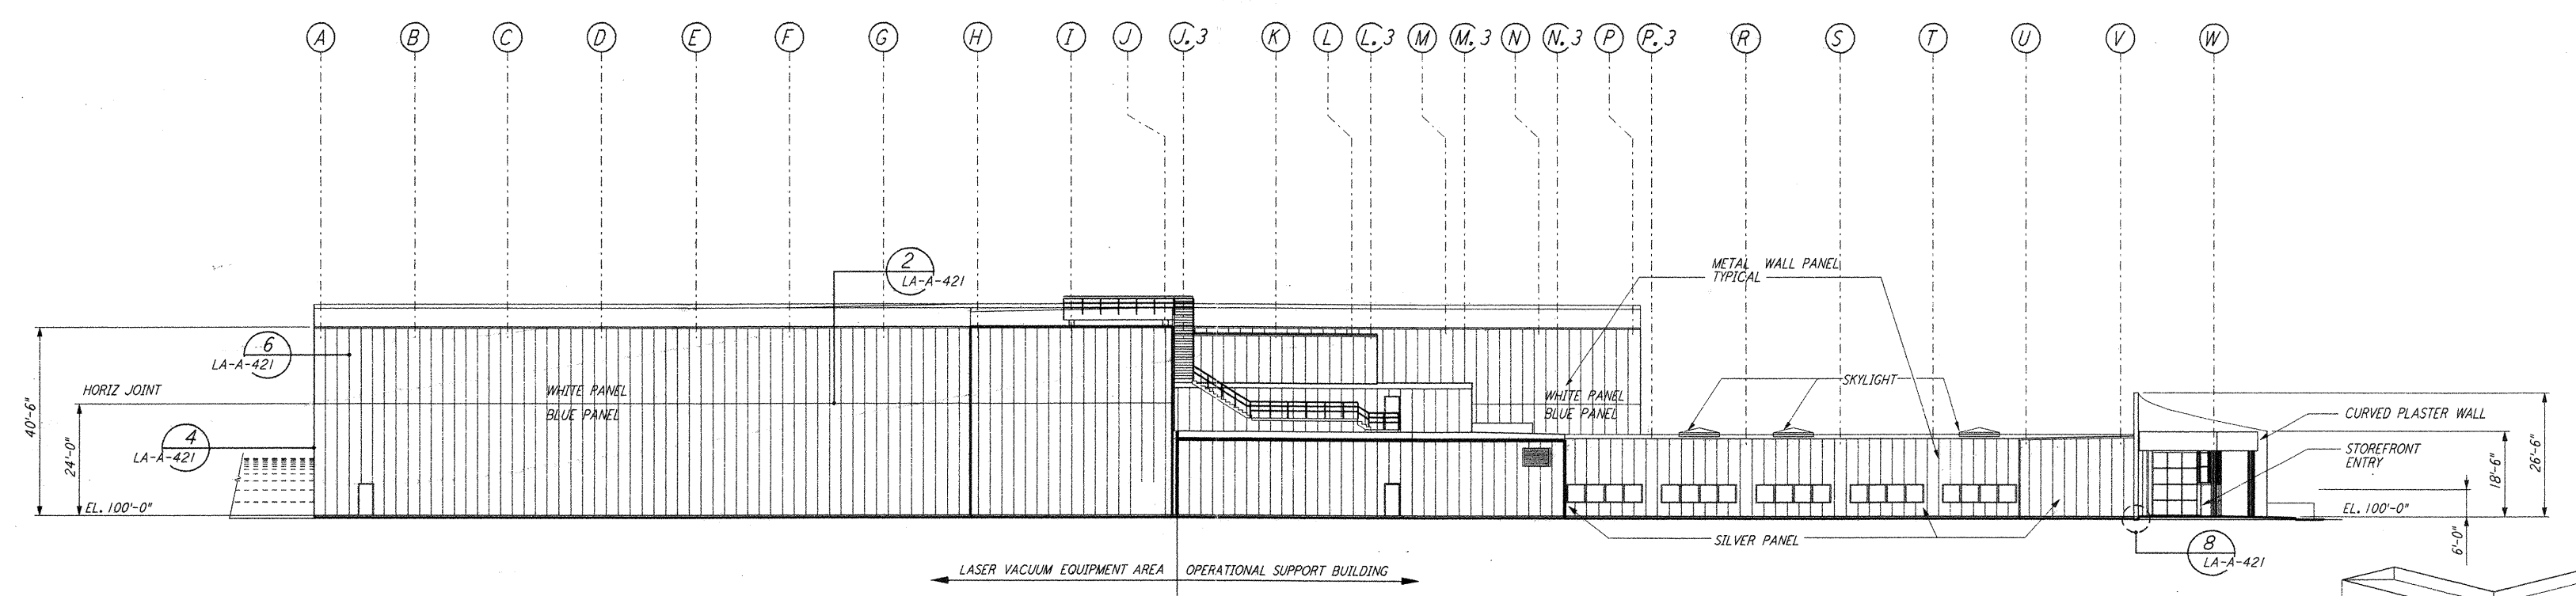 A B C D E F G H I J J.3 K L L.3 M M.3 N N.3 P P.3 R S T U V W
2
LA-A-421
METAL WALL PANEL
TYPICAL
6
LA-A-421
HORIZ JOINT
WHITE PANEL
BLUE PANEL
SKYLIGHT
WHITE PANEL
BLUE PANEL
CURVED PLASTER WALL
STOREFRONT
ENTRY
40'-6"
24'-0"
4
LA-A-421
EL. 100'-0"
18'-6"
26'-6"
EL. 100'-0"
6'-0"
SILVER PANEL
8
LA-A-421
LASER VACUUM EQUIPMENT AREA
OPERATIONAL SUPPORT BUILDING